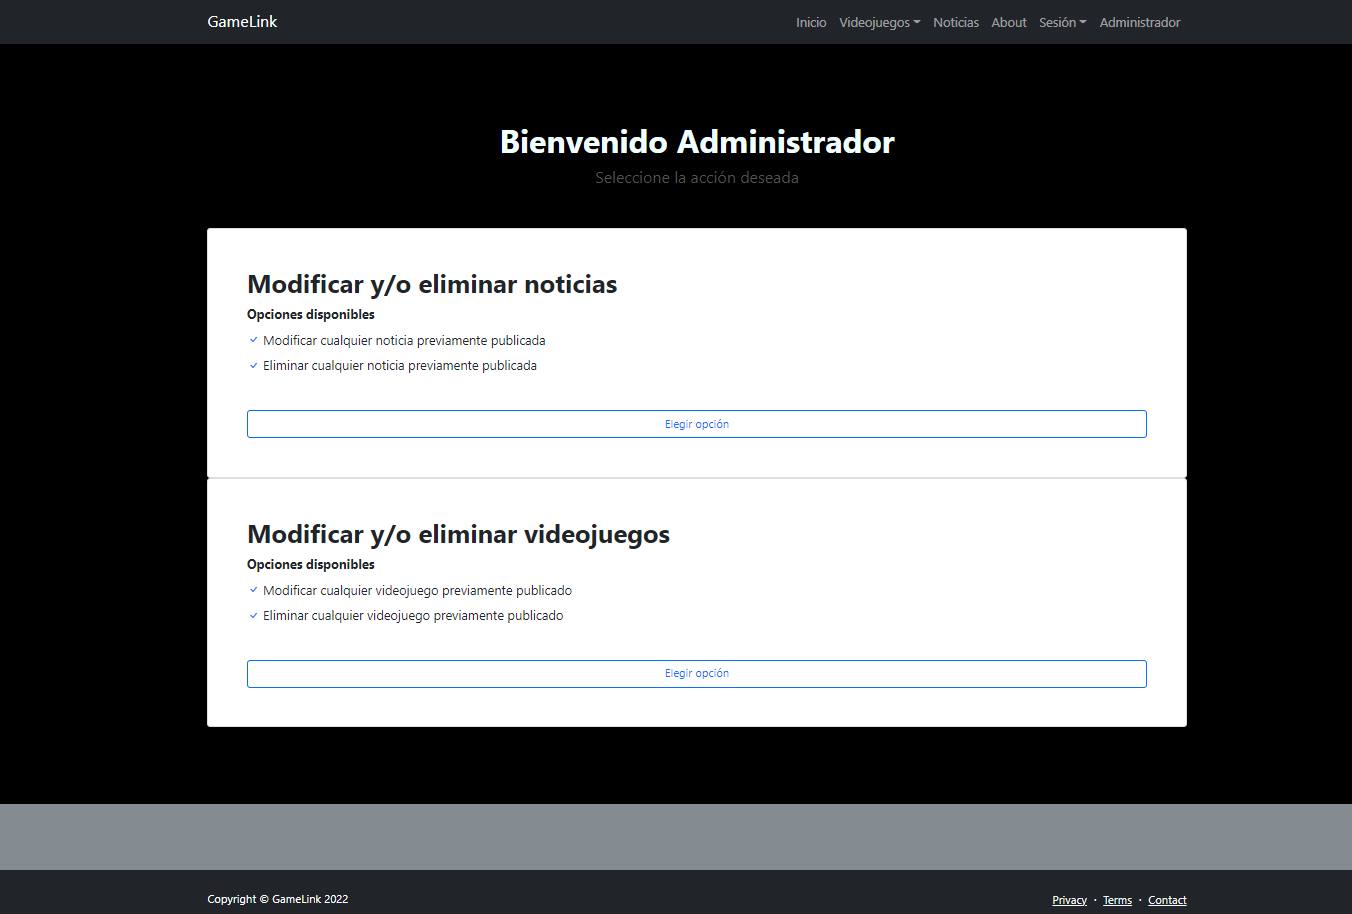 GameLink
Inicio Videojuegos Noticias About Sesión Administrador
Bienvenido Administrador
Seleccione la acción deseada
Modificar y/o eliminar noticias
Opciones disponibles
Modificar cualquier noticia previamente publicada
Eliminar cualquier noticia previamente publicada
Elegir opción
Modificar y/o eliminar videojuegos
Opciones disponibles
Modificar cualquier videojuego previamente publicado
Eliminar cualquier videojuego previamente publicado
Elegir opción
Copyright © GameLink 2022
Privacy · Terms · Contact